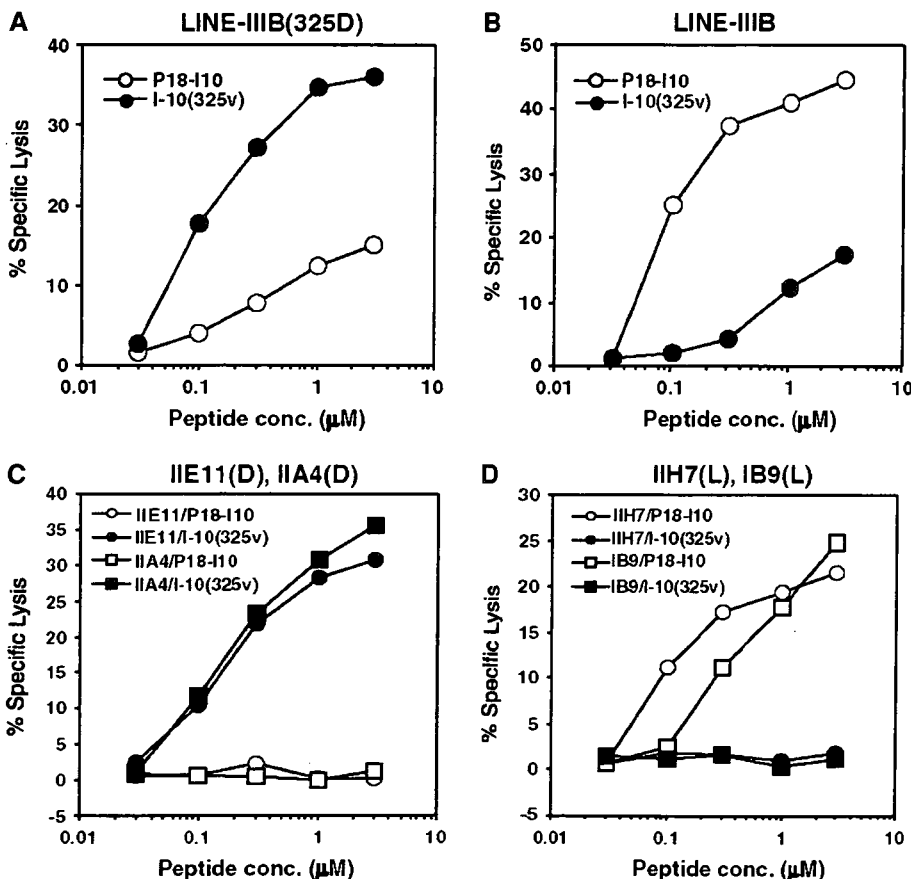 A
LINE-IIIB(325D)
40
30
20
10
0
% Specific Lysis
P18-I10
I-10(325v)
0.01
0.1
1
10
Peptide conc. (µM)
B
LINE-IIIB
50
40
30
20
10
0
% Specific Lysis
P18-I10
I-10(325v)
0.01
0.1
1
10
Peptide conc. (µM)
C
IIE11(D), IIA4(D)
40
35
30
25
20
15
10
5
0
-5
% Specific Lysis
IIE11/P18-I10
IIE11/I-10(325v)
IIA4/P18-I10
IIA4/I-10(325v)
0.01
0.1
1
10
Peptide conc. (µM)
D
IIH7(L), IB9(L)
30
25
20
15
10
5
0
-5
% Specific Lysis
IIH7/P18-I10
IIH7/I-10(325v)
IB9/P18-I10
IB9/I-10(325v)
0.01
0.1
1
10
Peptide conc. (µM)